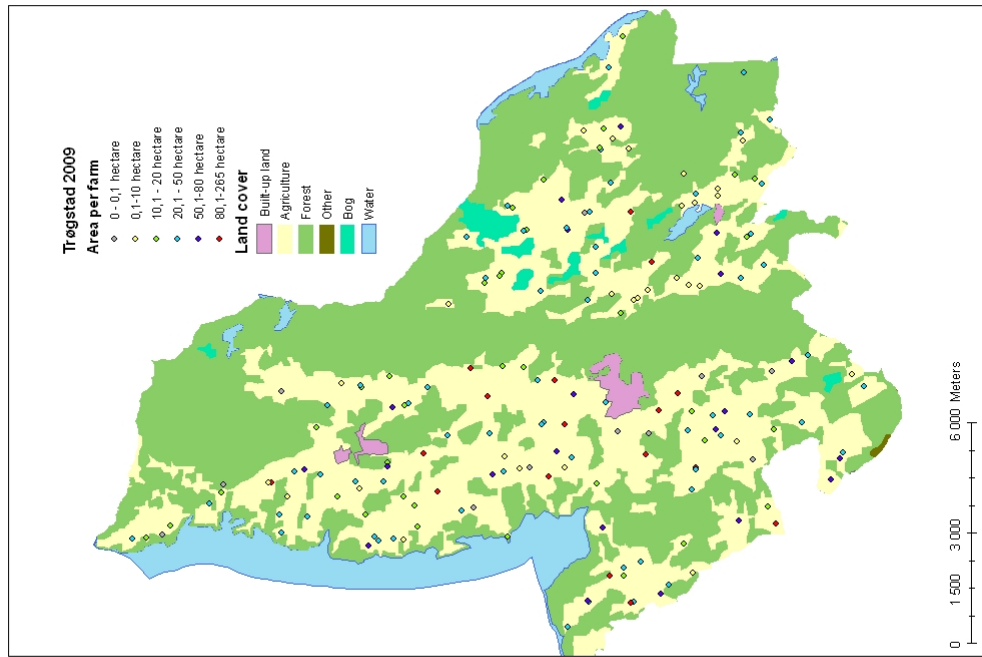 Trøgstad 2009
Area per farm
0 - 0,1 hectare
0,1-10 hectare
10,1 - 20 hectare
20,1 - 50 hectare
50,1-80 hectare
80,1-265 hectare
Land cover
Built-up land
Agriculture
Forest
Other
Bog
Water
0 1 500 3 000 6 000 Meters